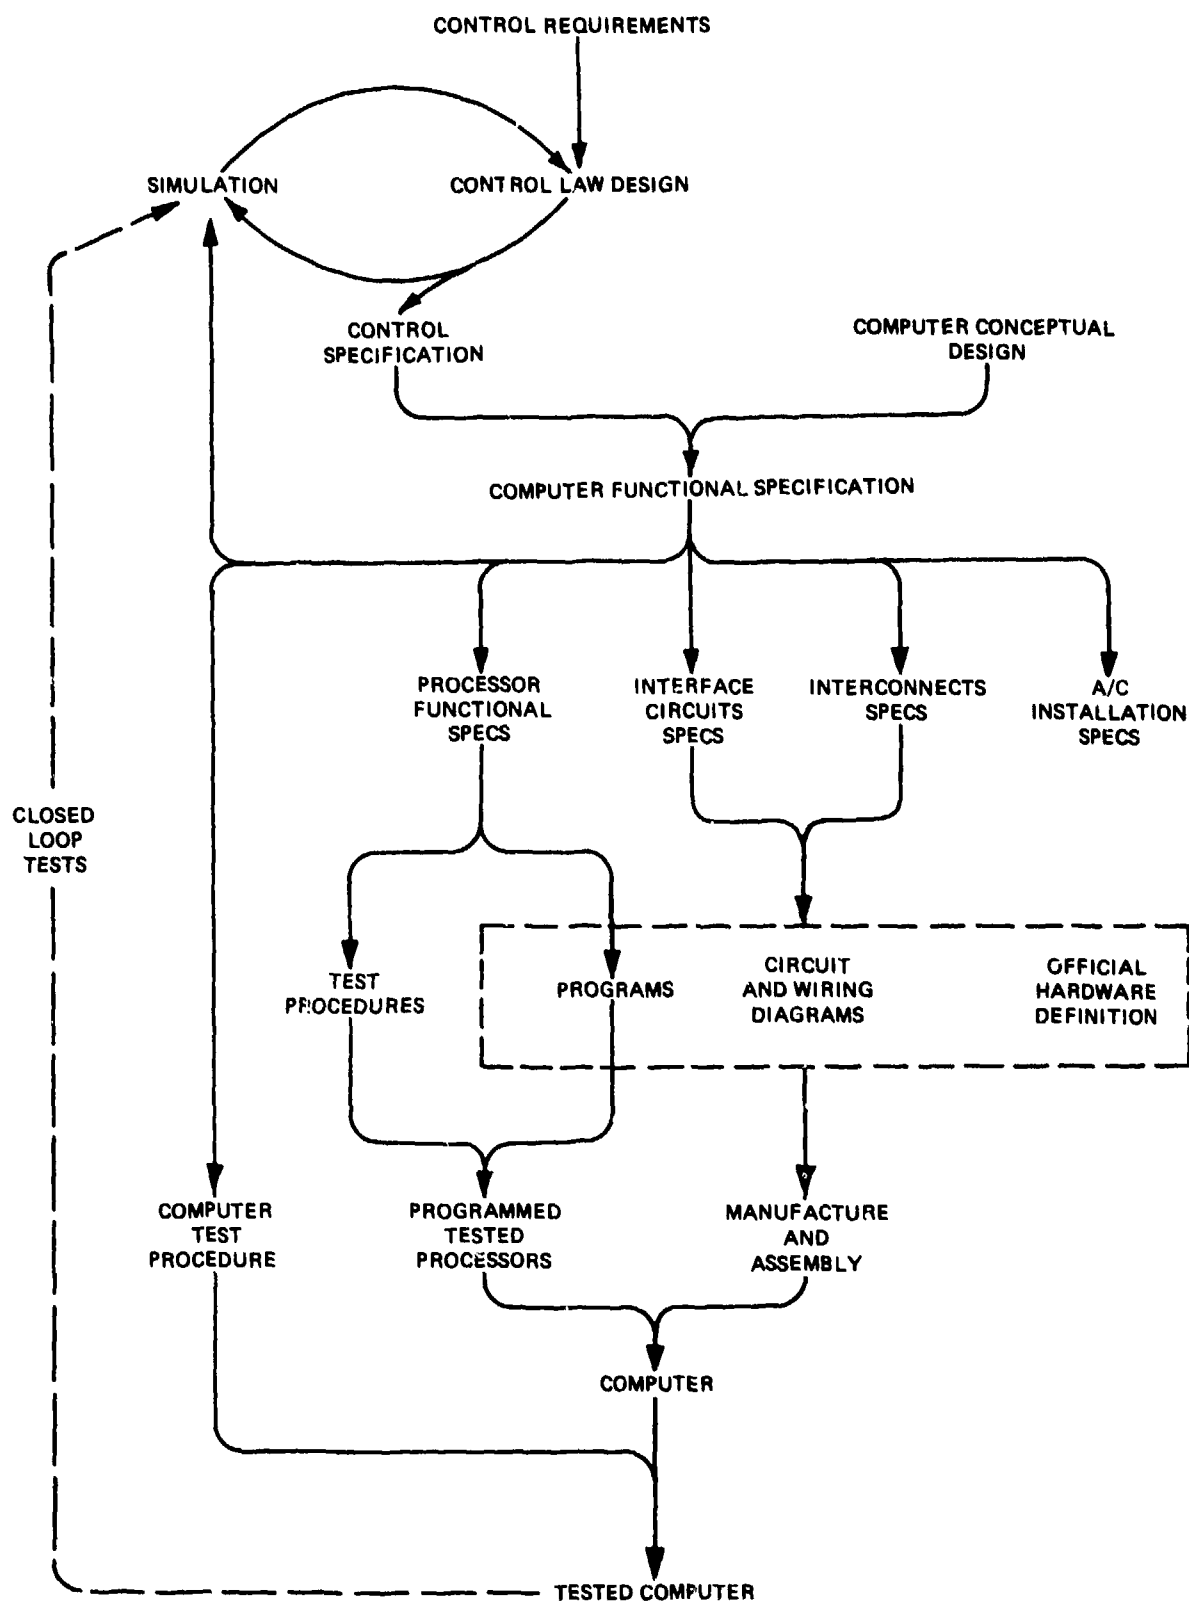 CONTROL REQUIREMENTS
SIMULATION
CONTROL LAW DESIGN
CONTROL
SPECIFICATION
COMPUTER CONCEPTUAL
DESIGN
COMPUTER FUNCTIONAL SPECIFICATION
PROCESSOR
FUNCTIONAL
SPECS
INTERFACE
CIRCUITS
SPECS
INTERCONNECTS
SPECS
A/C
INSTALLATION
SPECS
CLOSED
LOOP
TESTS
TEST
PROCEDURES
PROGRAMS
CIRCUIT
AND WIRING
DIAGRAMS
OFFICIAL
HARDWARE
DEFINITION
COMPUTER
TEST
PROCEDURE
PROGRAMMED
TESTED
PROCESSORS
MANUFACTURE
AND
ASSEMBLY
COMPUTER
TESTED COMPUTER